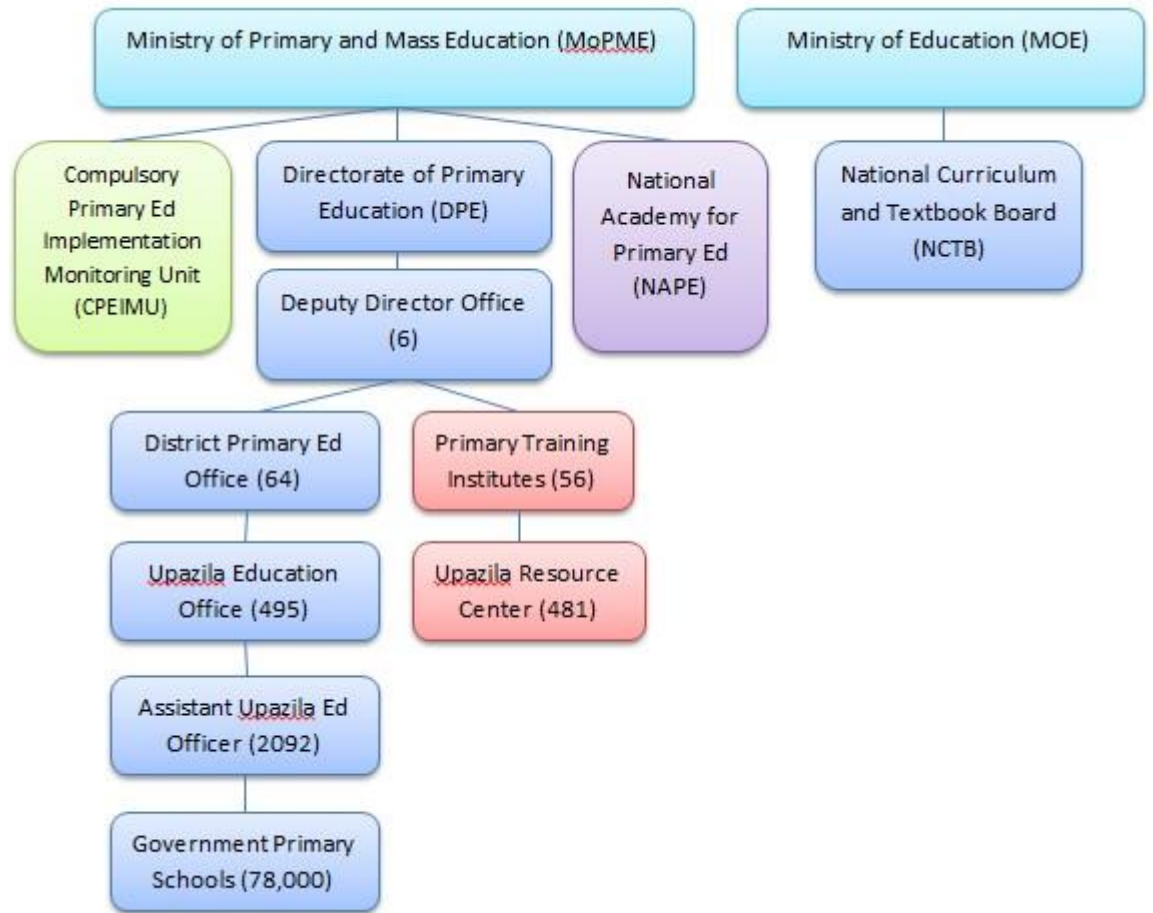 Ministry of Primary and Mass Education (MoPME)
Ministry of Education (MOE)
Compulsory
Primary Ed
Implementation
Monitoring Unit
(CPEIMU)
Directorate of Primary
Education (DPE)
National
Academy for
Primary Ed
(NAPE)
National Curriculum
and Textbook Board
(NCTB)
Deputy Director Office
(6)
District Primary Ed
Office (64)
Primary Training
Institutes (56)
Upazila Education
Office (495)
Upazila Resource
Center (481)
Assistant Upazila Ed
Officer (2092)
Government Primary
Schools (78,000)